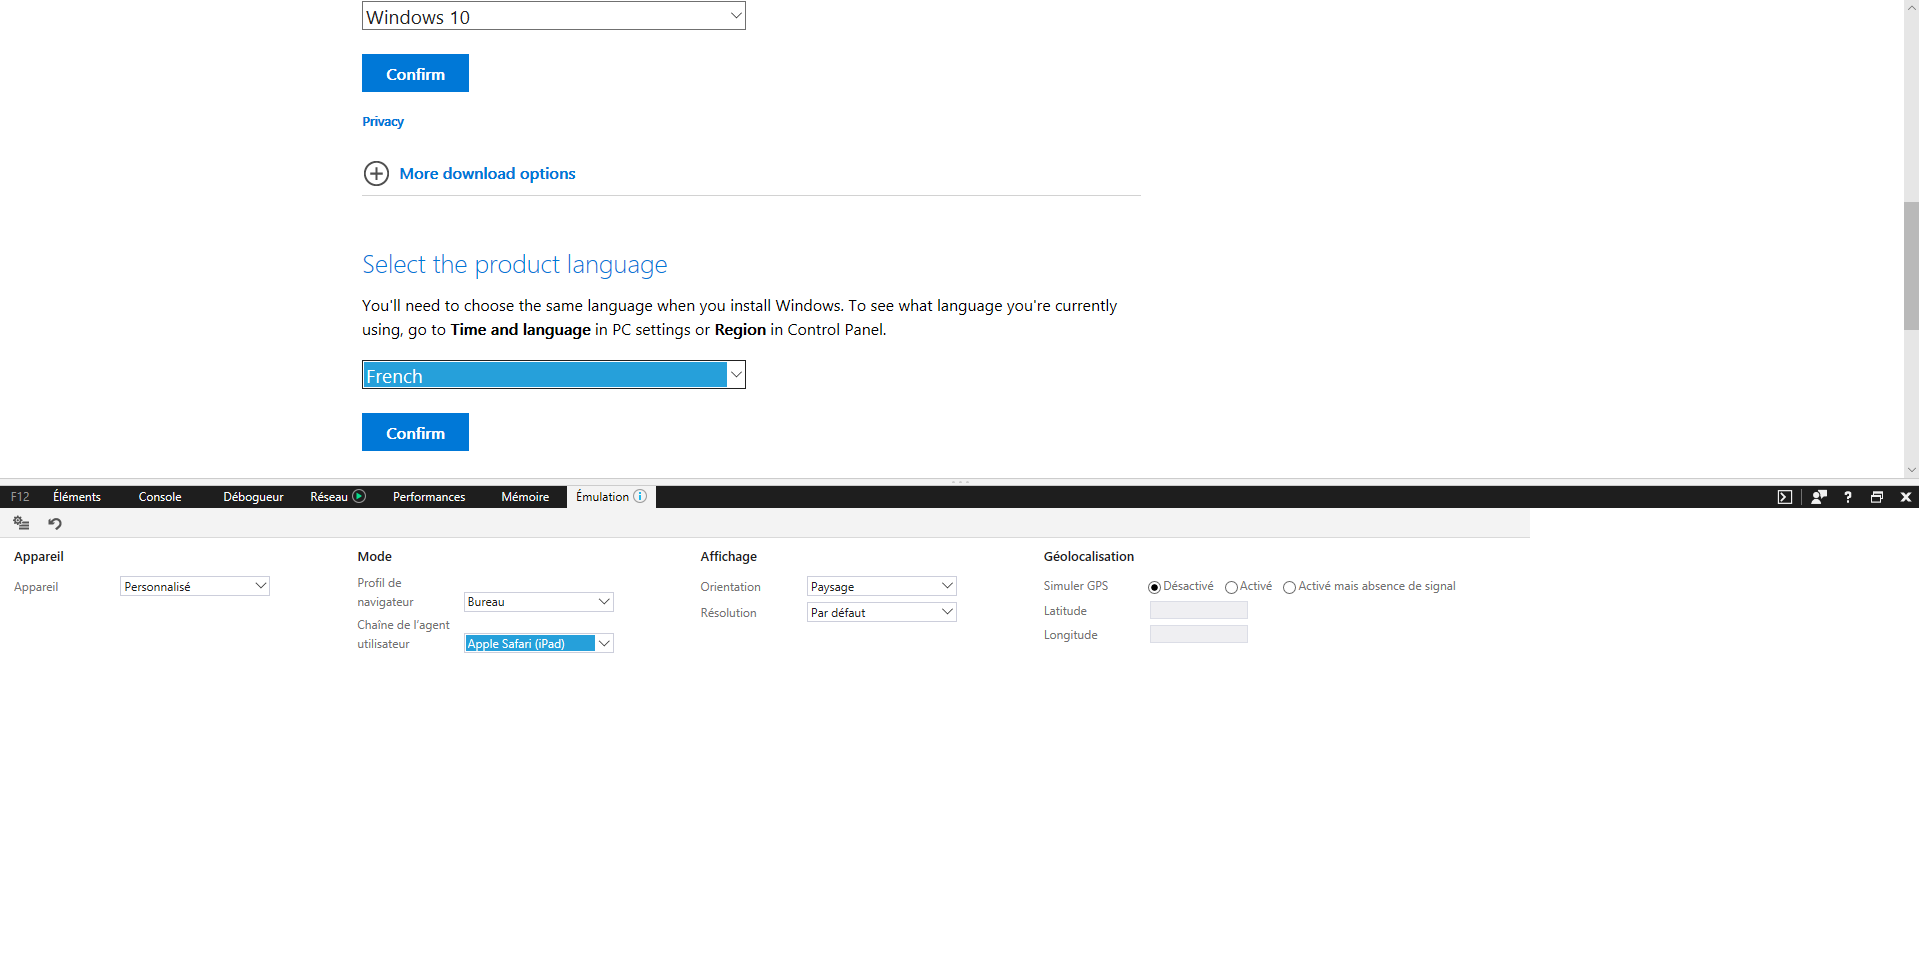 Windows 10
Confirm
Privacy
More download options
Select the product language
You'll need to choose the same language when you install Windows. To see what language you're currently
using, go to Time and language in PC settings or Region in Control Panel.
French
Confirm
F12 Éléments Console Débogueur Réseau Performances Mémoire Émulation
Appareil Mode Affichage Géolocalisation
Appareil Personnalisé
Profil de
navigateur Bureau
Chaîne de l'agent
utilisateur Apple Safari (iPad)
Orientation Paysage
Résolution Par défaut
Simuler GPS Désactivé Activé Activé mais absence de signal
Latitude
Longitude